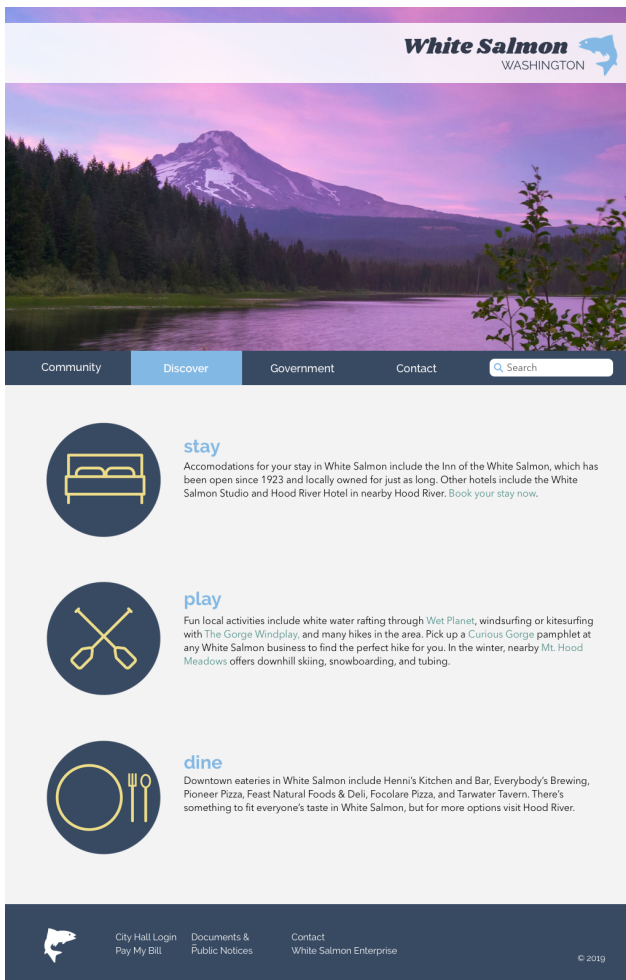 White Salmon
WASHINGTON
Community
Discover
Government
Contact
Search
stay
Accomodations for your stay in White Salmon include the Inn of the White Salmon, which has
been open since 1923 and locally owned for just as long. Other hotels include the White
Salmon Studio and Hood River Hotel in nearby Hood River. Book your stay now.
play
Fun local activities include white water rafting through Wet Planet, windsurfing or kitesurfing
with The Gorge Windplay, and many hikes in the area. Pick up a Curious Gorge pamphlet at
any White Salmon business to find the perfect hike for you. In the winter, nearby Mt. Hood
Meadows offers downhill skiing, snowboarding, and tubing.
dine
Downtown eateries in White Salmon include Henni's Kitchen and Bar, Everybody's Brewing,
Pioneer Pizza, Feast Natural Foods & Deli, Focolare Pizza, and Tarwater Tavern. There's
something to fit everyone's taste in White Salmon, but for more options visit Hood River.
City Hall Login
Pay My Bill
Documents &
Public Notices
Contact
White Salmon Enterprise
© 2019